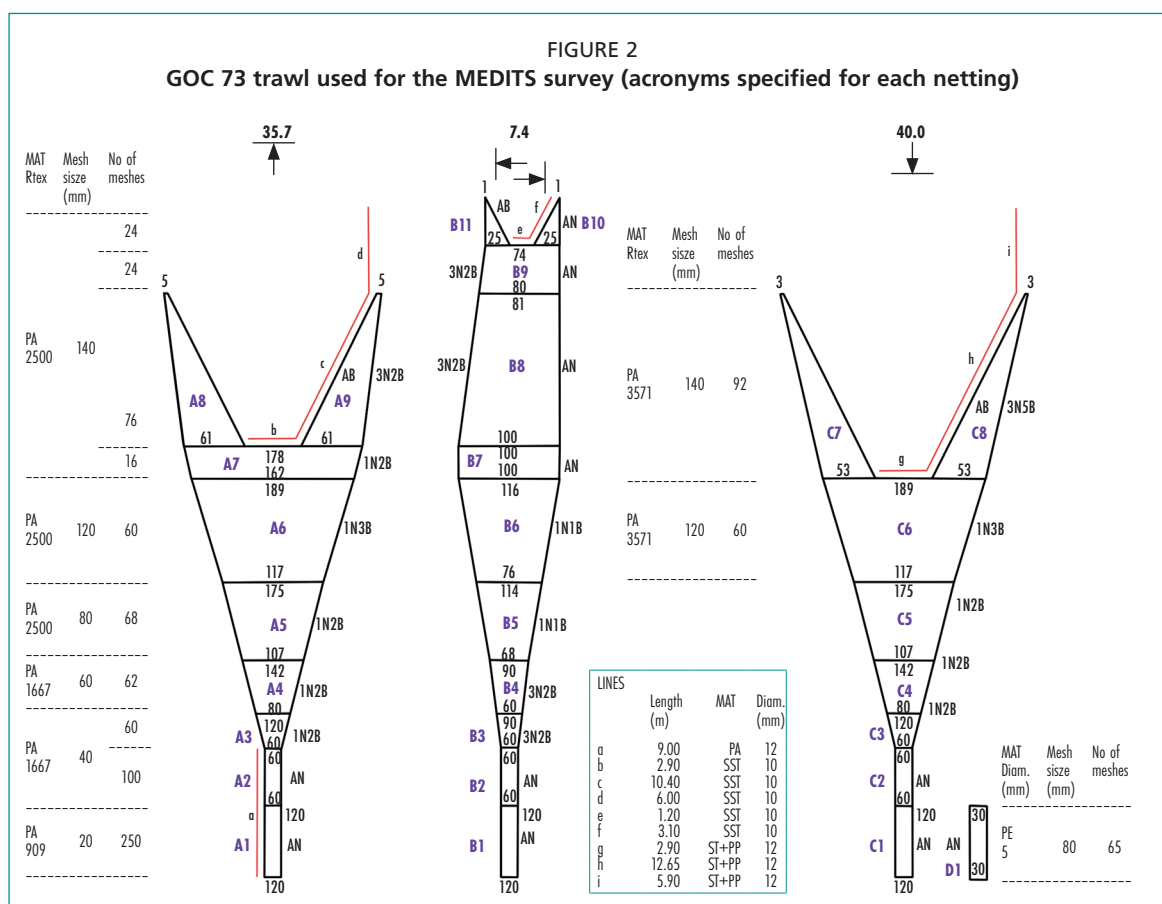 FIGURE 2
GOC 73 trawl used for the MEDITS survey (acronyms specified for each netting)
35.7
7.4
40.0
MAT Mesh No of
Rtex sisze meshes
(mm)
24
24
PA
2500 140
76
16
PA
2500 120 60
PA
2500 80 68
PA
1667 60 62
60
PA
1667 40
100
PA
909 20 250
5 5
d
c
AB 3N2B
A8 A9
b
61 61
178
A7 1N2B
162
189
A6 1N3B
117
175
A5 1N2B
107
142
A4 1N2B
80
120
A3 1N2B
60
60
A2 AN
60
a 120
A1 AN
120
1 1
AB f
B11 AN B10
e
25 25
74
3N2B B9 AN
80
81
3N2B B8 AN
100
100
B7 AN
100
116
B6 1N1B
76
114
B5 1N1B
68
90
B4 3N2B
60
90
B3 3N2B
60
60
B2 AN
60
120
B1 AN
120
MAT Mesh No of
Rtex sisze meshes
(mm)
PA
3571 140 92
PA
3571 120 60
LINES
Length MAT Diam.
(m) (mm)
a 9.00 PA 12
b 2.90 SST 10
c 10.40 SST 10
d 6.00 SST 10
e 1.20 SST 10
f 3.10 SST 10
g 2.90 ST+PP 12
h 12.65 ST+PP 12
i 5.90 ST+PP 12
i
3 3
h
AB 3N5B
C7 C8
g
53 53
189
C6 1N3B
117
175
1N2B
C5
107
142
1N2B
C4
80
1N2B
120
C3
60
60
C2 AN
60
120
C1 AN
120
30
AN
D1
30
MAT Mesh No of
Diam. sisze meshes
(mm) (mm)
PE
5 80 65